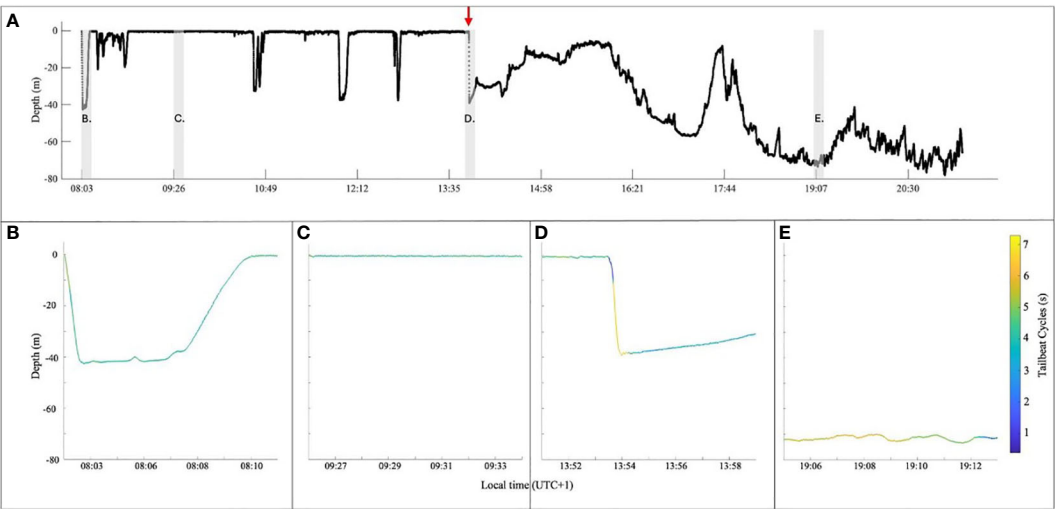 A
0
-20
-40
-60
-80
Depth (m)
B.
C.
D.
E.
08:03 09:26 10:49 12:12 13:35 14:58 16:21 17:44 19:07 20:30
B
C
D
E
0
-20
-40
-60
-80
Depth (m)
08:03 08:06 08:08 08:10
09:27 09:29 09:31 09:33
13:52 13:54 13:56 13:58
19:06 19:08 19:10 19:12
7
6
5
4
3
2
1
Tailbeat Cycles (s)
Local time (UTC+1)